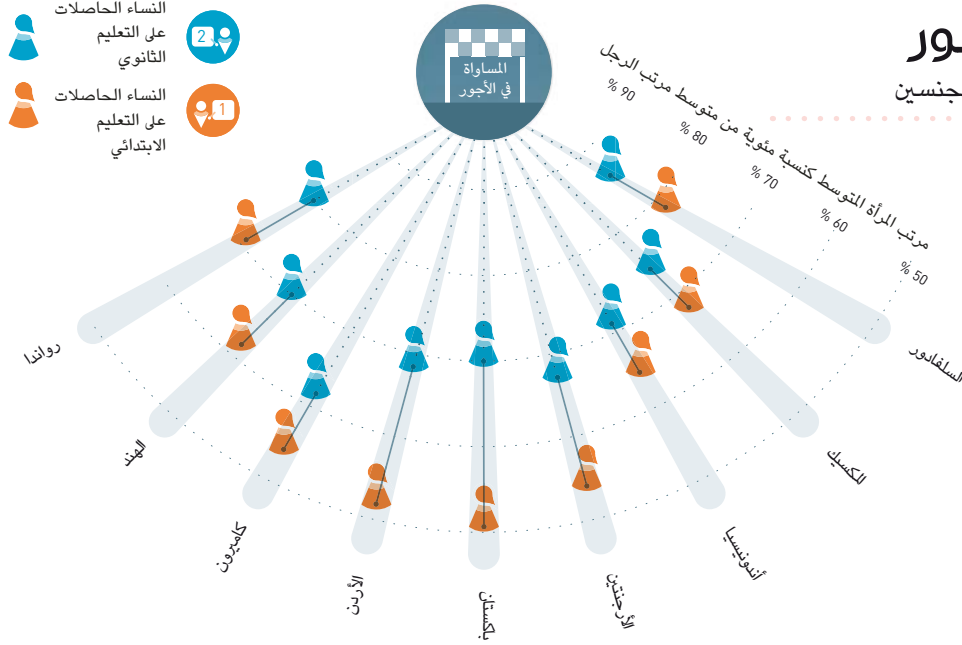 ور
جنسين
النساء الحاصلات
على التعليم
الثانوي
2
النساء الحاصلات
على التعليم
الابتدائي
1
المساواة
في الأجور
مرتب المرأة المتوسط كنسبة مئوية من متوسط مرتب الرجل
% 90
% 80
% 70
% 60
% 50
السلفادور
المكسيك
أندونيسيا
الأرجنتين
باكستان
الأردن
كاميرون
الهند
رواندا